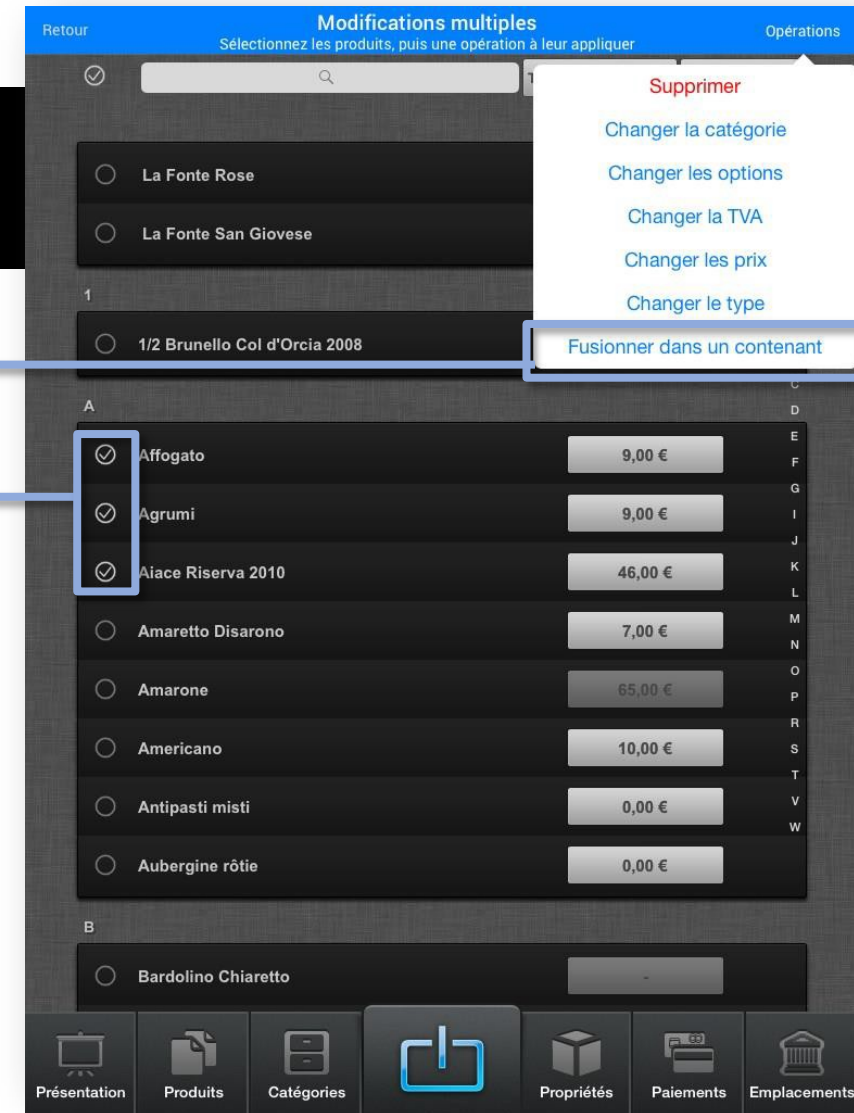 Retour
Modifications multiples
Opérations
Sélectionnez les produits, puis une opération à leur appliquer
Supprimer
Changer la catégorie
Changer les options
Changer la TVA
Changer les prix
Changer le type
Fusionner dans un contenant
La Fonte Rose
La Fonte San Giovese
1
1/2 Brunello Col d'Orcia 2008
A
Affogato 9,00 €
Agrumi 9,00 €
Aiace Riserva 2010 46,00 €
Amaretto Disarono 7,00 €
Amarone 65,00 €
Americano 10,00 €
Antipasti misti 0,00 €
Aubergine rôtie 0,00 €
B
Bardolino Chiaretto -
C
D
E
F
G
I
J
K
L
M
N
O
P
R
S
T
V
W
Présentation
Produits
Catégories
Propriétés
Paiements
Emplacements